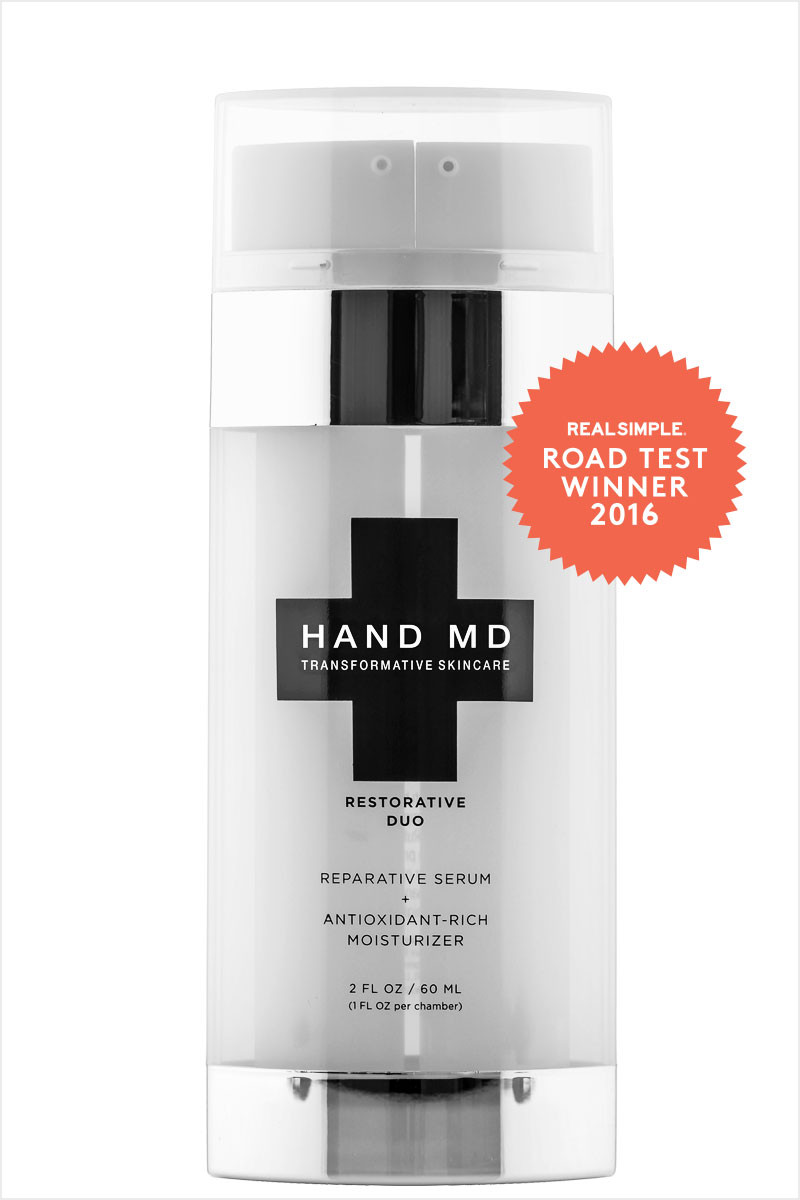 REALSIMPLE.
ROAD TEST
WINNER
2016
HAND MD
TRANSFORMATIVE SKINCARE
RESTORATIVE
DUO
REPARATIVE SERUM
+
ANTIOXIDANT-RICH
MOISTURIZER
2 FL OZ / 60 ML
(1 FL OZ per chamber)